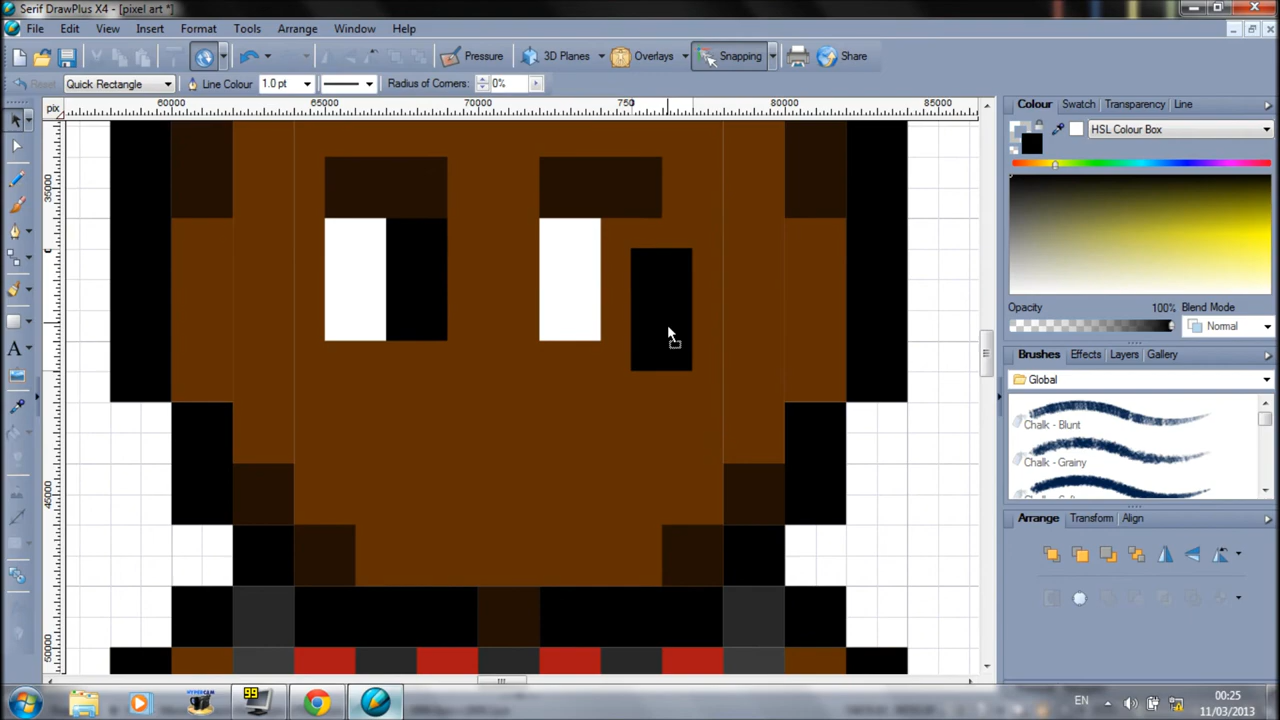 Serif DrawPlus X4 - [pixel art *]
File Edit View Insert Format Tools Arrange Window Help
Pressure 3D Planes Overlays Snapping Share
Reset Quick Rectangle Line Colour 1.0 pt Radius of Corners: 0%
pix 60000 65000 70000 750 80000 85000
35000
45000
50000
Colour Swatch Transparency Line
HSL Colour Box
Opacity 100% Blend Mode
Normal
Brushes Effects Layers Gallery
Global
Chalk - Blunt
Chalk - Grainy
Arrange Transform Align
A
99
EN
00:25
11/03/2013